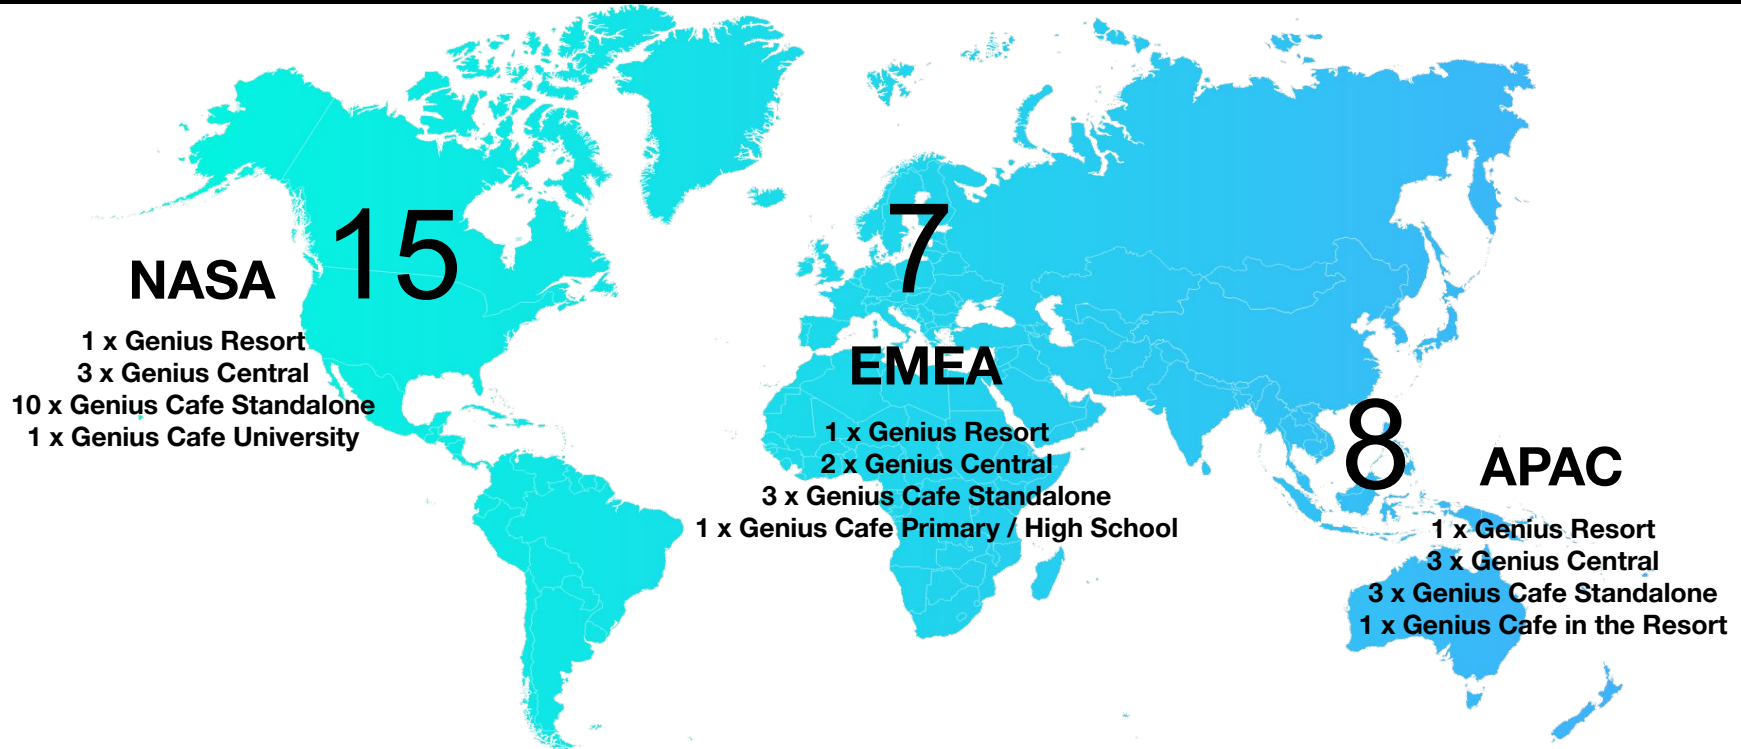 15
NASA
1 x Genius Resort
3 x Genius Central
10 x Genius Cafe Standalone
1 x Genius Cafe University
7
EMEA
1 x Genius Resort
2 x Genius Central
3 x Genius Cafe Standalone
1 x Genius Cafe Primary / High School
8
APAC
1 x Genius Resort
3 x Genius Central
3 x Genius Cafe Standalone
1 x Genius Cafe in the Resort